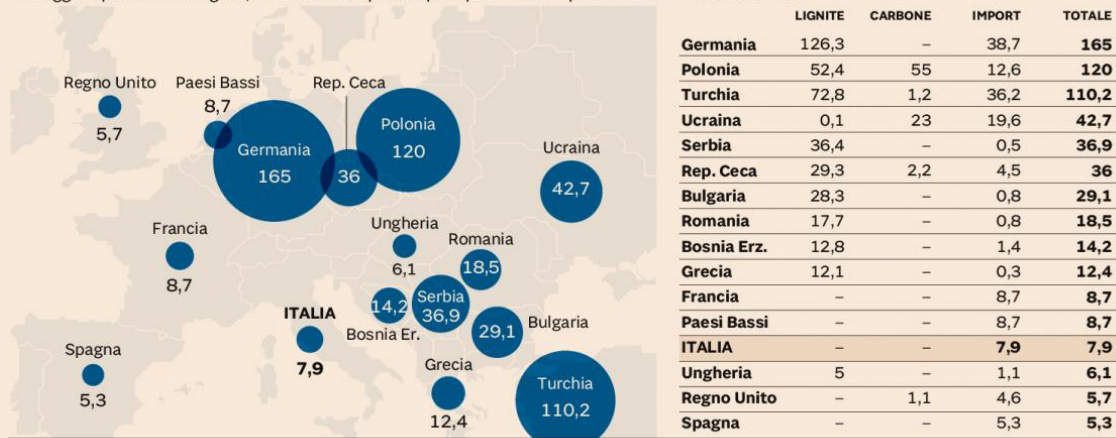 Regno Unito
5,7
Paesi Bassi
8,7
Rep. Ceca
36
Germania
165
Polonia
120
Ucraina
42,7
Francia
8,7
Ungheria
6,1
Romania
18,5
ITALIA
7,9
14,2
Bosnia Er.
Serbia
36,9
29,1
Bulgaria
Spagna
5,3
Grecia
12,4
Turchia
110,2
LIGNITE CARBONE IMPORT TOTALE
Germania 126,3 – 38,7 165
Polonia 52,4 55 12,6 120
Turchia 72,8 1,2 36,2 110,2
Ucraina 0,1 23 19,6 42,7
Serbia 36,4 – 0,5 36,9
Rep. Ceca 29,3 2,2 4,5 36
Bulgaria 28,3 – 0,8 29,1
Romania 17,7 – 0,8 18,5
Bosnia Erz. 12,8 – 1,4 14,2
Grecia 12,1 – 0,3 12,4
Francia – – 8,7 8,7
Paesi Bassi – – 8,7 8,7
ITALIA – – 7,9 7,9
Ungheria 5 – 1,1 6,1
Regno Unito – 1,1 4,6 5,7
Spagna – – 5,3 5,3